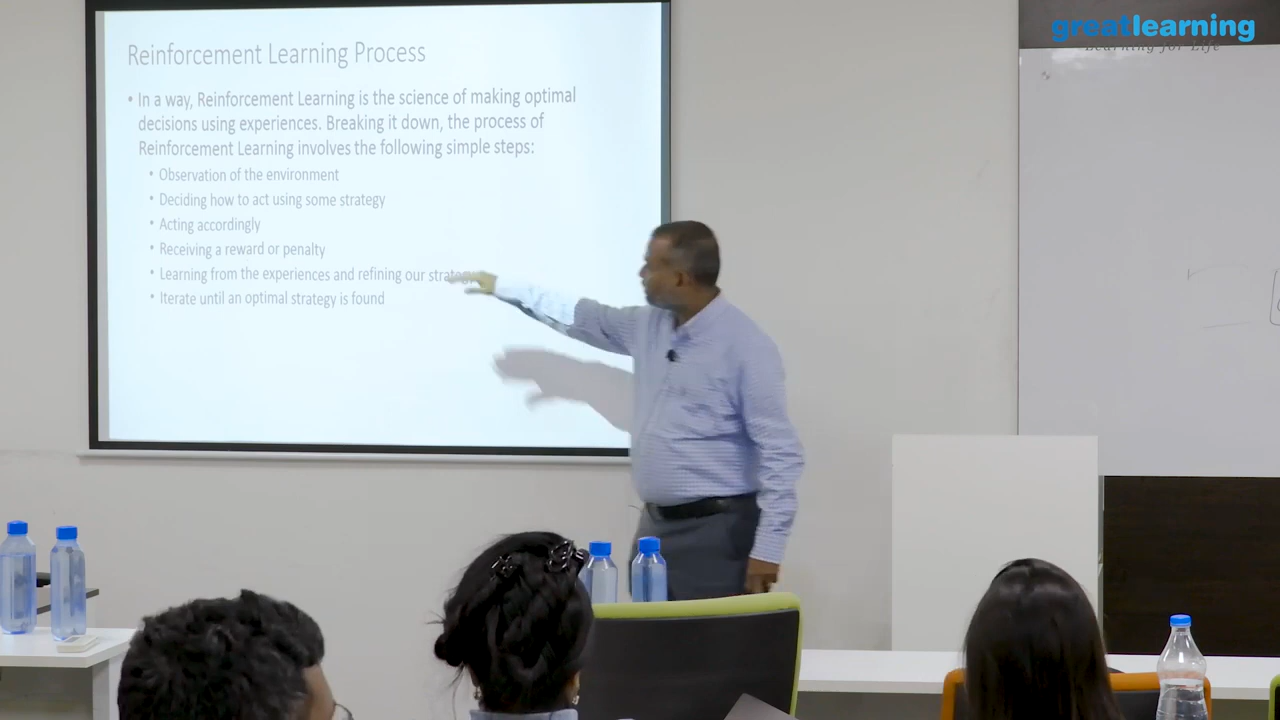 greatlearning
Learning for Life
Reinforcement Learning Process
• In a way, Reinforcement Learning is the science of making optimal
decisions using experiences. Breaking it down, the process of
Reinforcement Learning involves the following simple steps:
• Observation of the environment
• Deciding how to act using some strategy
• Acting accordingly
• Receiving a reward or penalty
• Learning from the experiences and refining our
• Iterate until an optimal strategy is found